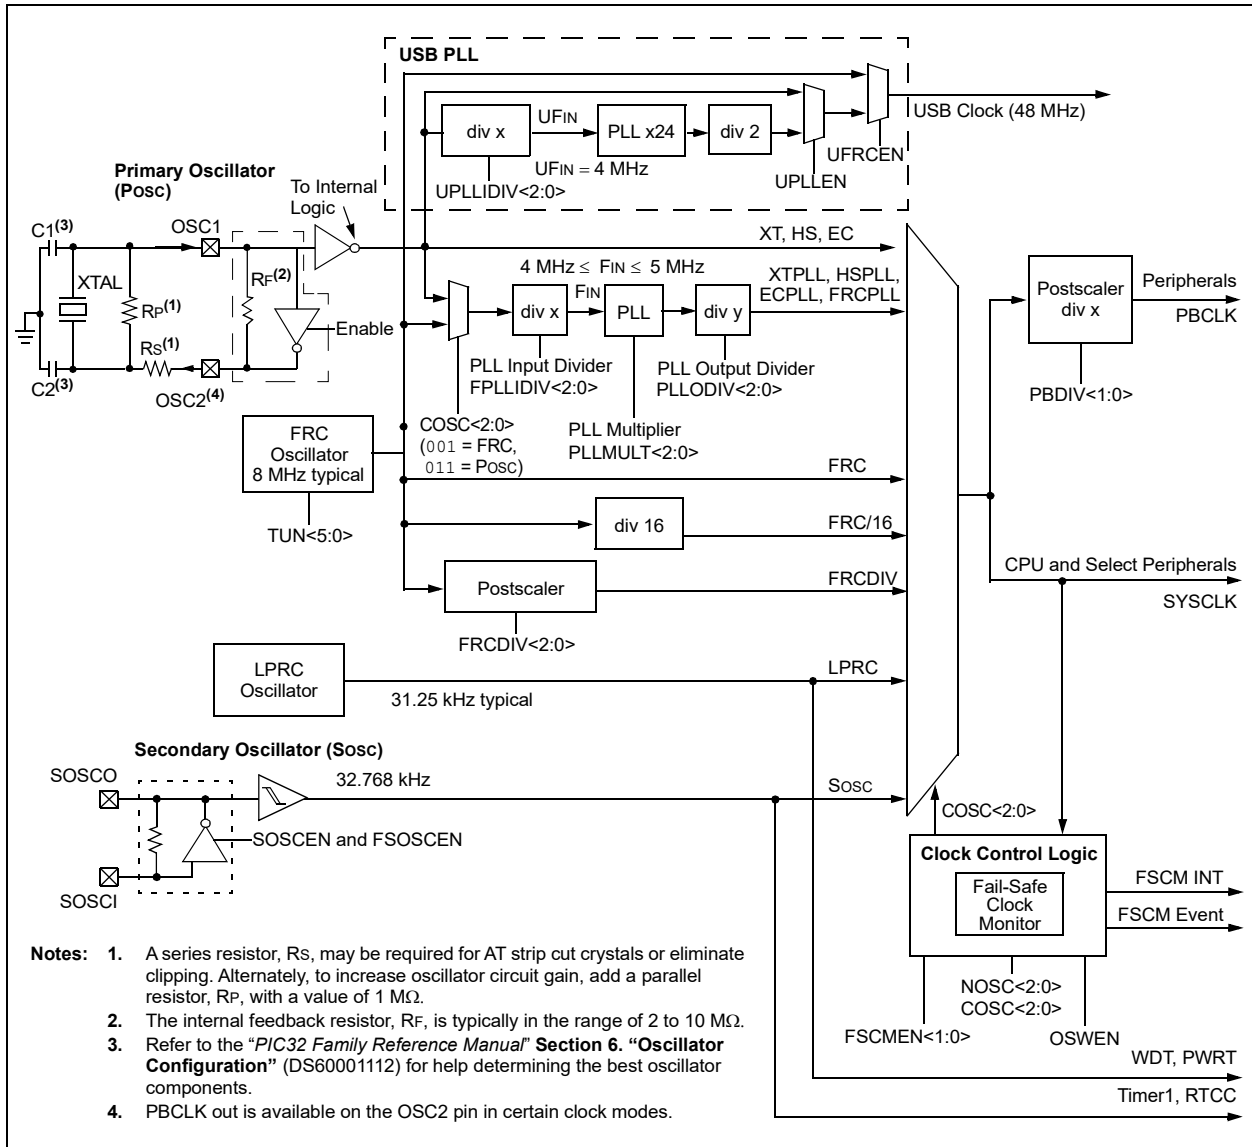 USB PLL
div x
UFIN
PLL x24
div 2
USB Clock (48 MHz)
UFIN = 4 MHz
UFRCEN
UPLLIDIV<2:0>
UPLLEN
Primary Oscillator
(POSC)
To Internal
Logic
C1(3)
OSC1
XTAL
RP(1)
RF(2)
Enable
RS(1)
C2(3)
OSC2(4)
XT, HS, EC
4 MHz ≤ FIN ≤ 5 MHz
FIN
XTPLL, HSPLL,
ECPLL, FRCPLL
div x
PLL
div y
PLL Input Divider
FPLLIDIV<2:0>
PLL Output Divider
PLLODIV<2:0>
COSC<2:0>
(001 = FRC,
011 = POSC)
PLL Multiplier
PLLMULT<2:0>
Postscaler
div x
Peripherals
PBCLK
PBDIV<1:0>
FRC
Oscillator
8 MHz typical
TUN<5:0>
FRC
div 16
FRC/16
Postscaler
FRCDIV
FRCDIV<2:0>
CPU and Select Peripherals
SYSCLK
LPRC
Oscillator
31.25 kHz typical
LPRC
Secondary Oscillator (SOSC)
SOSCO
32.768 kHz
SOSC
SOSCEN and FSOSCEN
SOSCI
COSC<2:0>
Clock Control Logic
Fail-Safe
Clock
Monitor
FSCM INT
FSCM Event
NOSC<2:0>
COSC<2:0>
FSCMEN<1:0>
OSWEN
WDT, PWRT
Timer1, RTCC
Notes: 1. A series resistor, RS, may be required for AT strip cut crystals or eliminate
clipping. Alternately, to increase oscillator circuit gain, add a parallel
resistor, RP, with a value of 1 MΩ.
2. The internal feedback resistor, RF, is typically in the range of 2 to 10 MΩ.
3. Refer to the “PIC32 Family Reference Manual” Section 6. “Oscillator
Configuration” (DS60001112) for help determining the best oscillator
components.
4. PBCLK out is available on the OSC2 pin in certain clock modes.